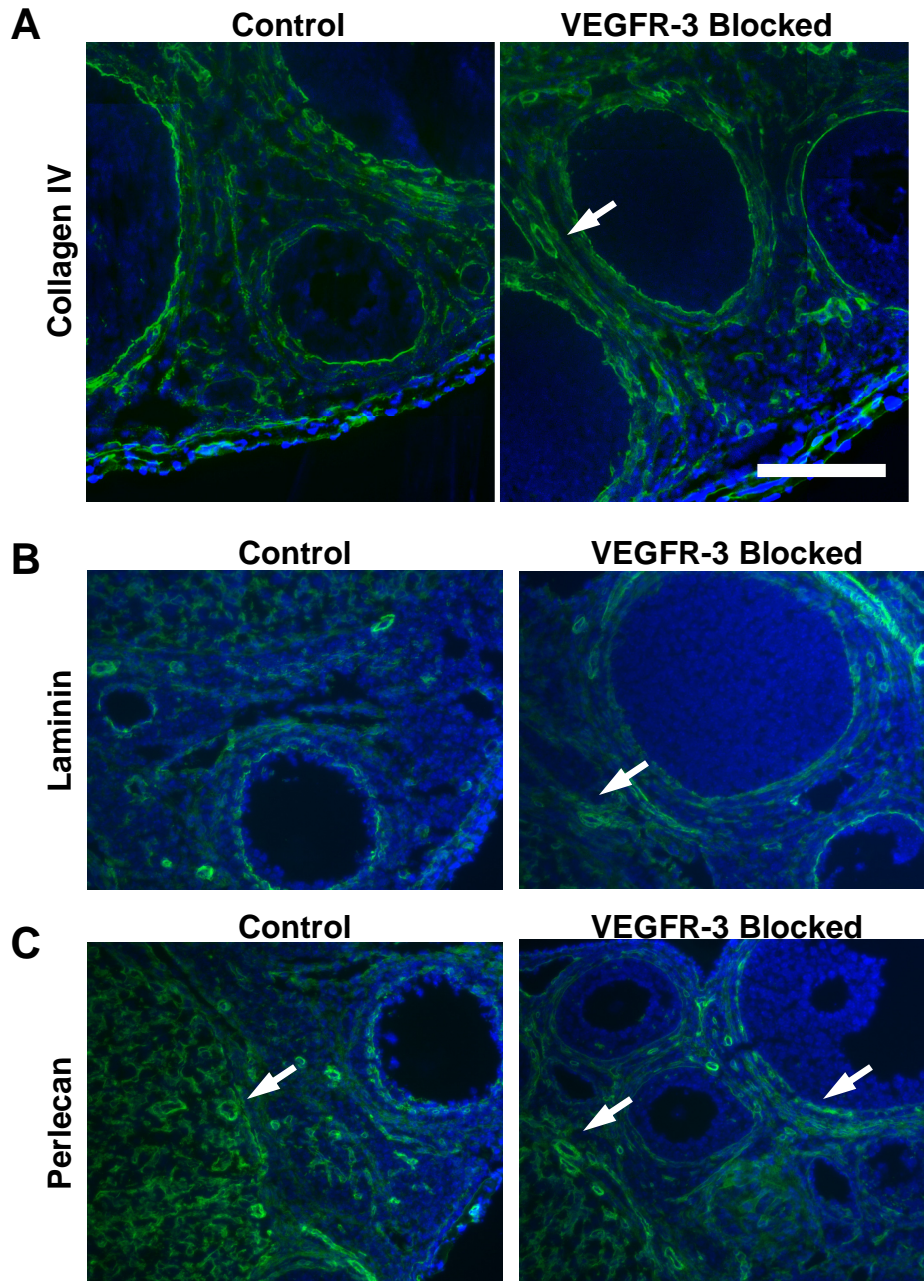 A
Control VEGFR-3 Blocked
Collagen IV
B
Control VEGFR-3 Blocked
Laminin
C
Control VEGFR-3 Blocked
Perlecan